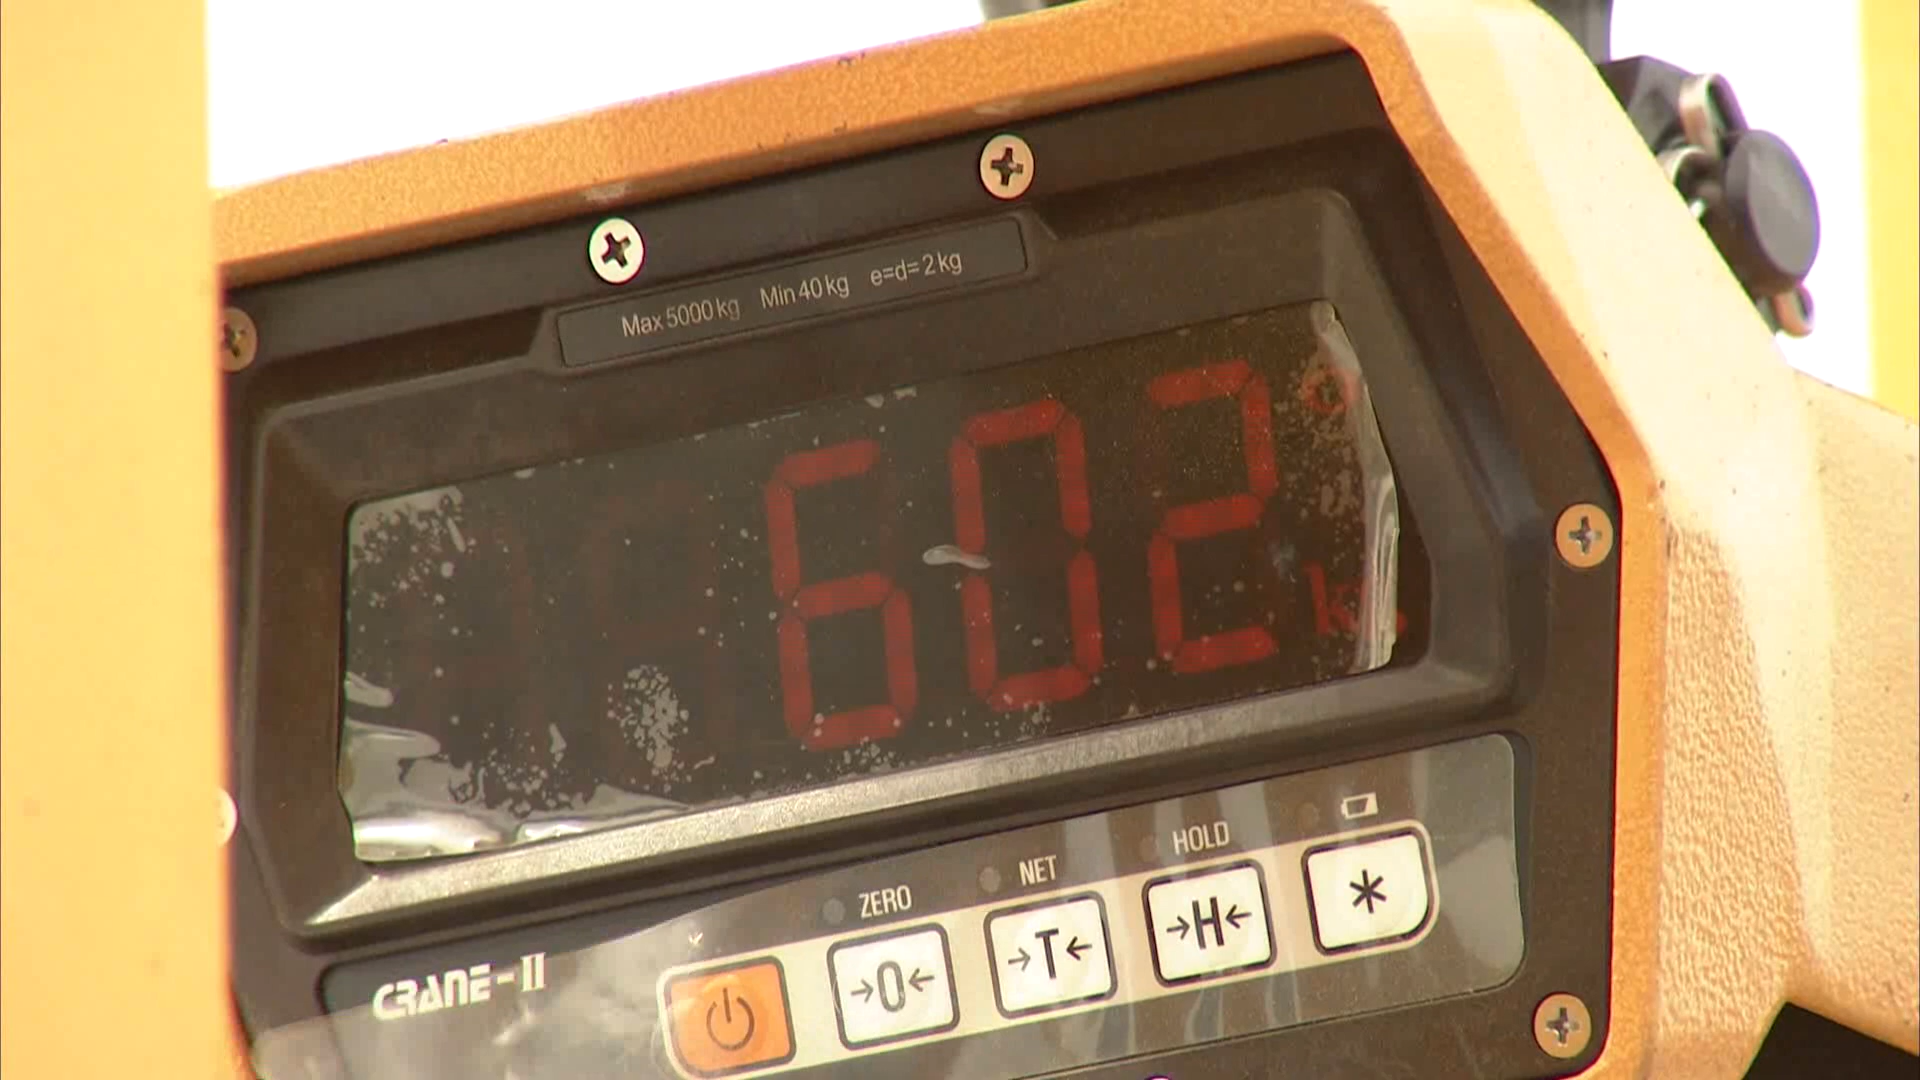 Max 5000 kg Min 40 kg e=d= 2 kg
602
kg
ZERO NET HOLD
→0← →T← →H← *
CRANE-II